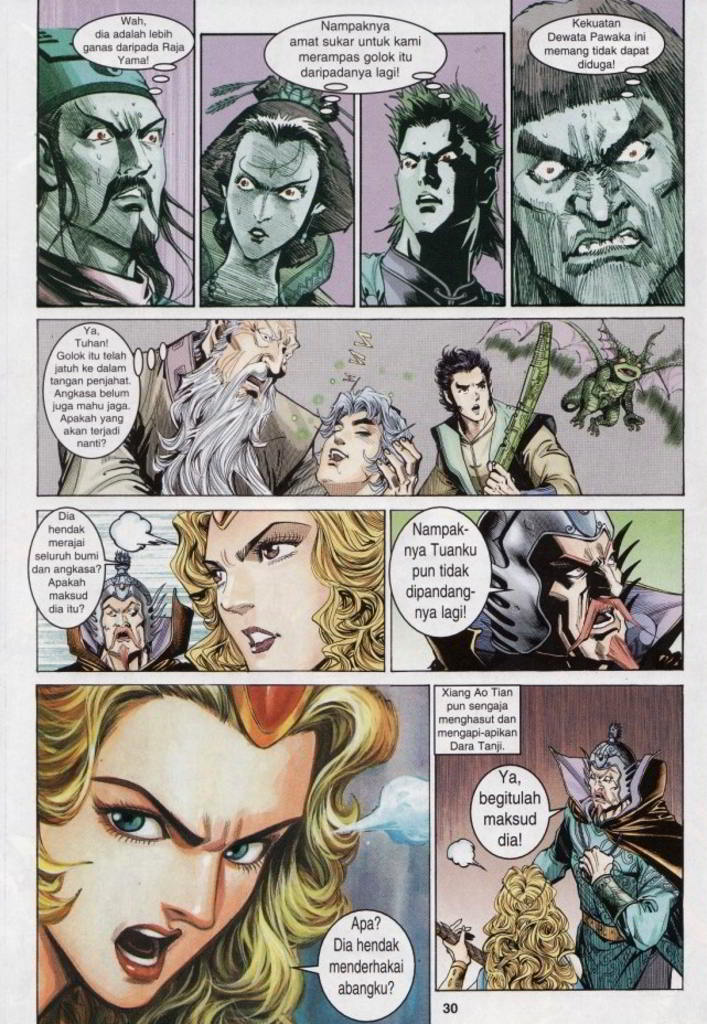 Wah,
dia adalah lebih
ganas daripada Raja
Yama!
Nampaknya
amat sukar untuk kami
merampas golok itu
daripadanya lagi!
Kekuatan
Dewata Pawaka ini
memang tidak dapat
diduga!
Ya,
Tuhan!
Golok itu telah
jatuh ke dalam
tangan penjahat.
Angkasa belum
juga mahu jaga.
Apakah yang
akan terjadi
nanti?
Dia
hendak
merajai
seluruh bumi
dan angkasa?
Apakah
maksud
dia itu?
Nampak-
nya Tuanku
pun tidak
dipandang-
nya lagi!
Apa?
Dia hendak
menderhakai
abangku?
Xiang Ao Tian
pun sengaja
menghasut dan
mengapi-apikan
Dara Tanji.
Ya,
begitulah
maksud
dia!
30